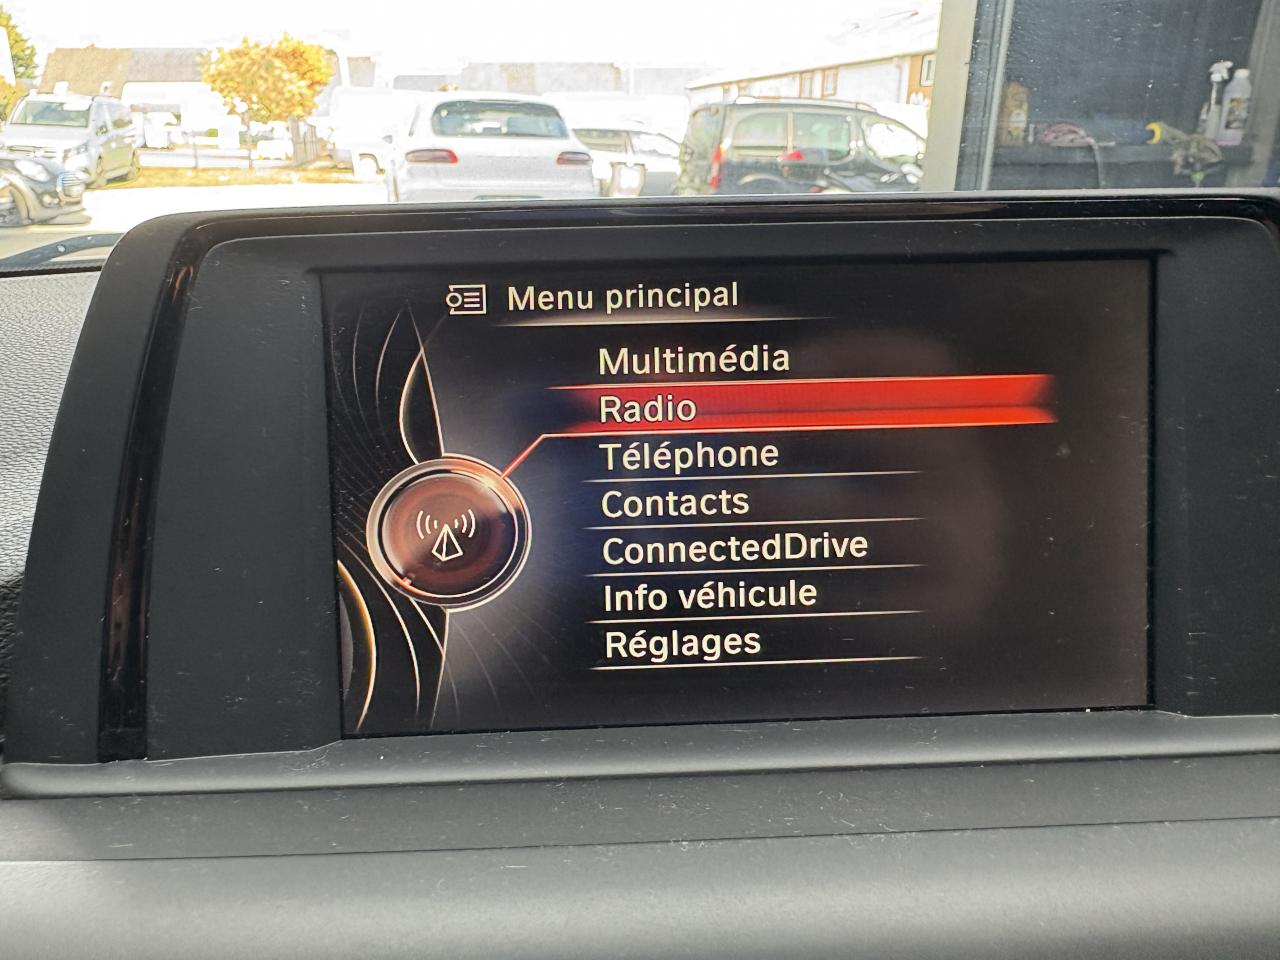 Menu principal
Multimédia
Radio
Téléphone
Contacts
ConnectedDrive
Info véhicule
Réglages